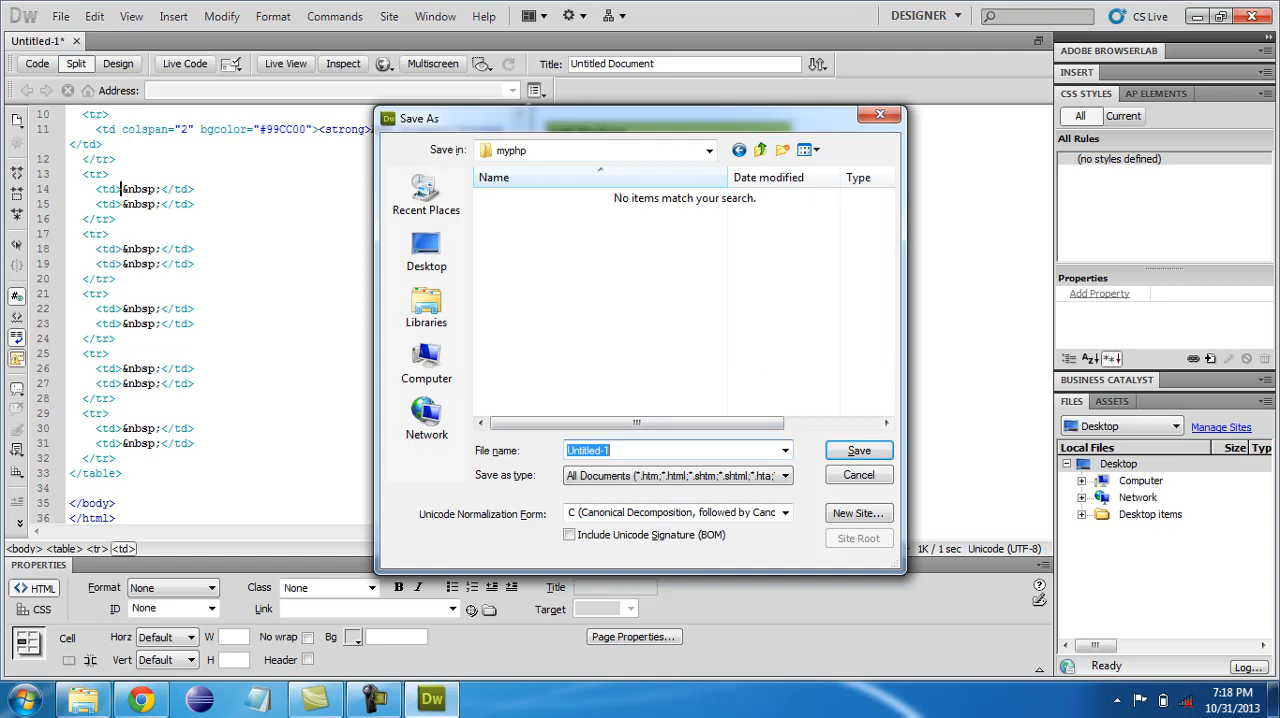 Dw File Edit View Insert Modify Format Commands Site Window Help DESIGNER CS Live
Untitled-1*
Code Split Design Live Code Live View Inspect Multiscreen Title: Untitled Document
Address:
10 <tr>
11 <td colspan="2" bgcolor="#99CC00"><strong>
</td>
12 </tr>
13 <tr>
14 <td>&nbsp;</td>
15 <td>&nbsp;</td>
16 </tr>
17 <tr>
18 <td>&nbsp;</td>
19 <td>&nbsp;</td>
20 </tr>
21 <tr>
22 <td>&nbsp;</td>
23 <td>&nbsp;</td>
24 </tr>
25 <tr>
26 <td>&nbsp;</td>
27 <td>&nbsp;</td>
28 </tr>
29 <tr>
30 <td>&nbsp;</td>
31 <td>&nbsp;</td>
32 </tr>
33 </table>
34
35 </body>
36 </html>
<body> <table> <tr> <td>
1K / 1 sec Unicode (UTF-8)
Dw Save As
Save in: myphp
Name Date modified Type
No items match your search.
Recent Places
Desktop
Libraries
Computer
Network
File name: Untitled-1 Save
Save as type: All Documents (*.htm;*.html;*.shtm;*.shtml;*.hta; Cancel
Unicode Normalization Form: C (Canonical Decomposition, followed by Canc New Site...
Include Unicode Signature (BOM) Site Root
ADOBE BROWSERLAB
INSERT
CSS STYLES AP ELEMENTS
All Current
All Rules
(no styles defined)
Properties
Add Property
BUSINESS CATALYST
FILES ASSETS
Desktop Manage Sites
Local Files Size Typ
Desktop
Computer
Network
Desktop items
Ready Log...
PROPERTIES
<> HTML Format None Class None B I Title
CSS ID None Link Target
Cell Horz Default W No wrap Bg Page Properties...
Vert Default H Header
Dw
7:18 PM
10/31/2013